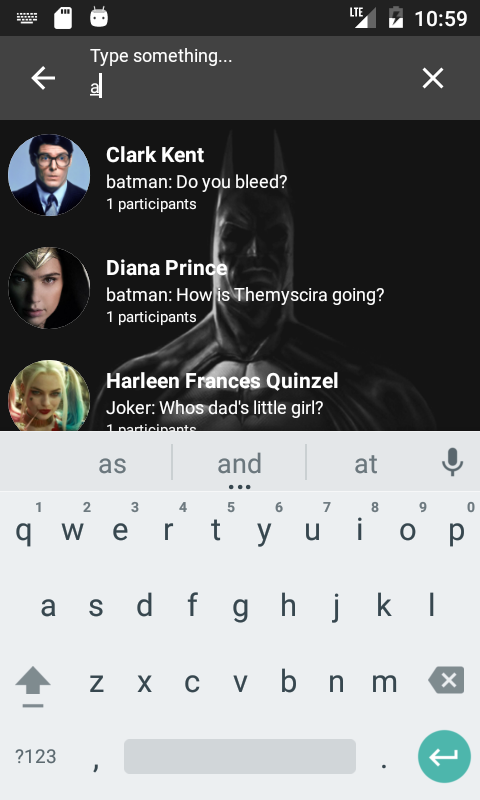 LTE 10:59
Type something...
a
Clark Kent
batman: Do you bleed?
1 participants
Diana Prince
batman: How is Themyscira going?
1 participants
Harleen Frances Quinzel
Joker: Whos dad's little girl?
1 participants
as and at
1 2 3 4 5 6 7 8 9 0
q w e r t y u i o p
a s d f g h j k l
z x c v b n m
?123 , .